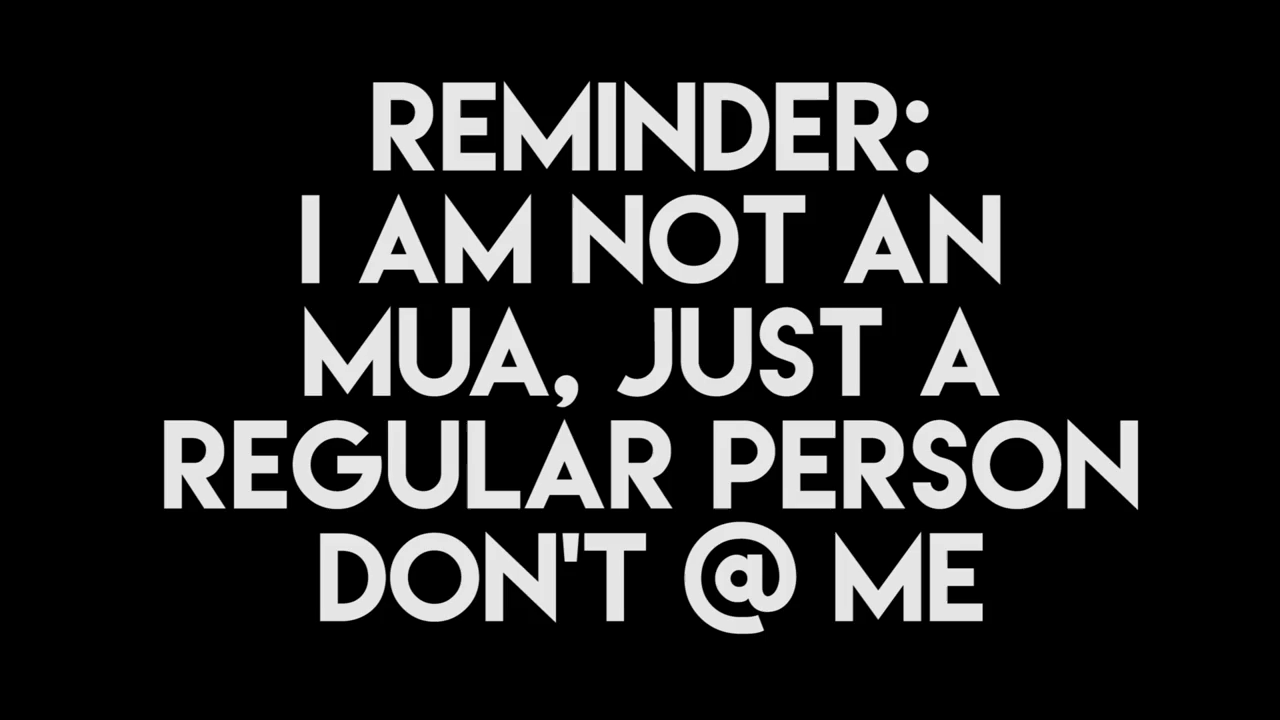 REMINDER:
I AM NOT AN
MUA, JUST A
REGULAR PERSON
DON'T @ ME